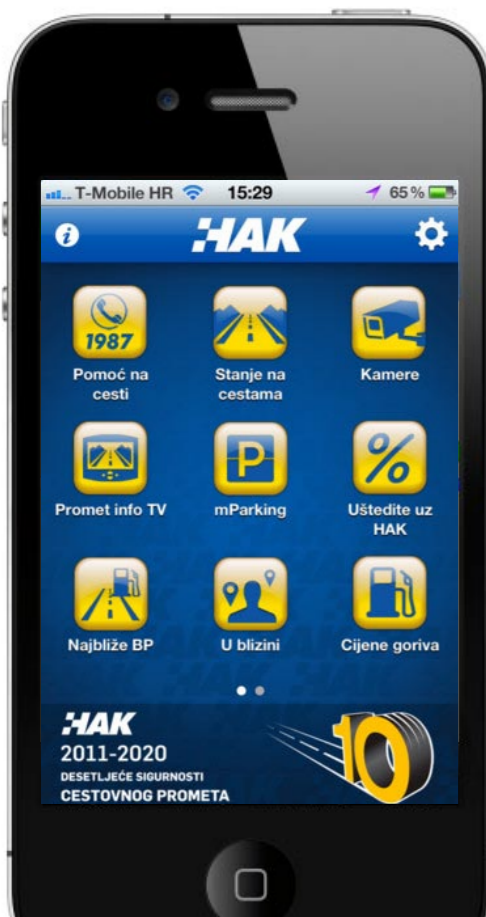 T-Mobile HR 15:29 65 %
i HAK
1987
Pomoć na
cesti
Stanje na
cestama
Kamere
Promet info TV
P
mParking
%
Uštedite uz
HAK
Najbliže BP
U blizini
Cijene goriva
HAK
2011-2020
DESETLJEĆE SIGURNOSTI
CESTOVNOG PROMETA
10